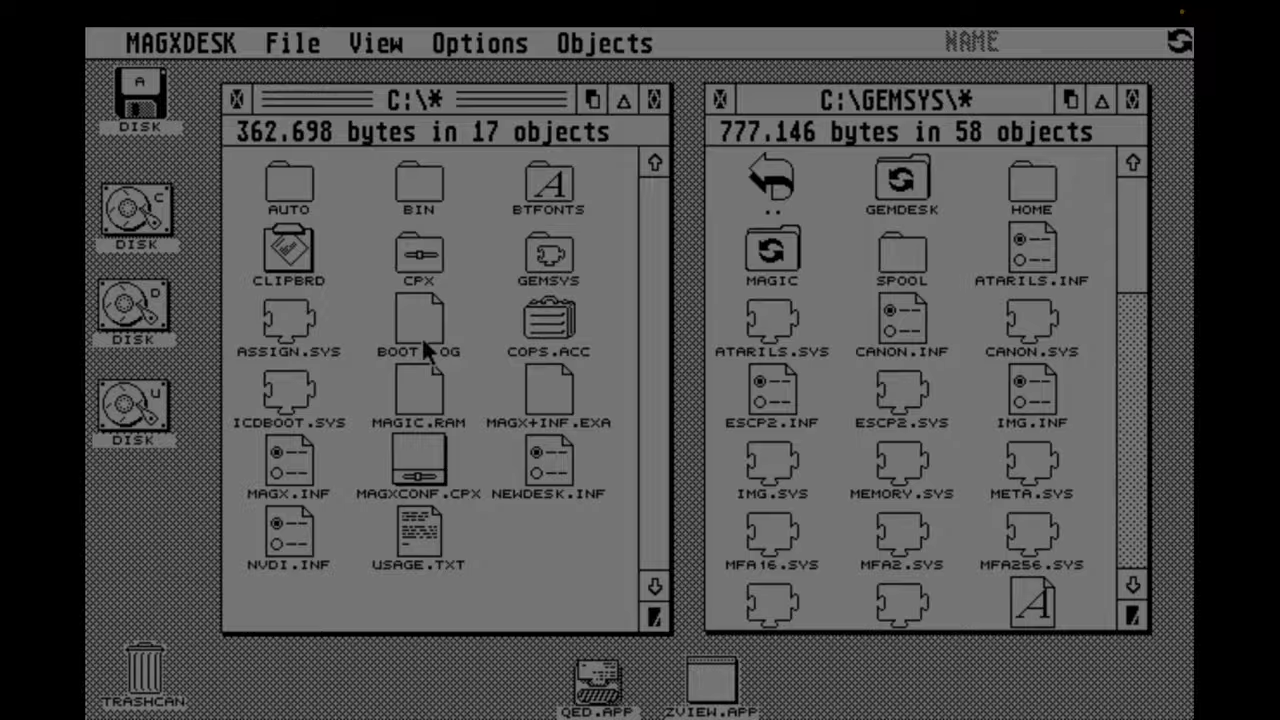 MAGXDESK File View Options Objects NAME
A
DISK
C
DISK
D
DISK
U
DISK
TRASHCAN
C:\*
362.698 bytes in 17 objects
AUTO BIN BTFONTS
CLIPBRD CPX GEMSYS
ASSIGN.SYS BOOT OG COPS.ACC
ICDBOOT.SYS MAGIC.RAM MAGX+INF.EXA
MAGX.INF MAGXCONF.CPX NEWDESK.INF
NVDI.INF USAGE.TXT
C:\GEMSYS\*
777.146 bytes in 58 objects
.. GEMDESK HOME
MAGIC SPOOL ATARILS.INF
ATARILS.SYS CANON.INF CANON.SYS
ESCP2.INF ESCP2.SYS IMG.INF
IMG.SYS MEMORY.SYS META.SYS
MFA16.SYS MFA2.SYS MFA256.SYS
QED.APP ZVIEW.APP